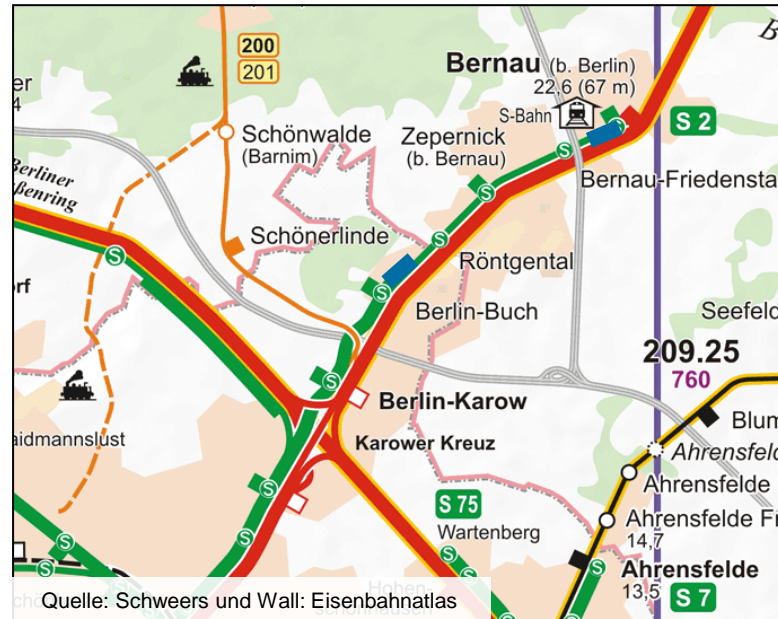 200
201
Bernau (b. Berlin)
22,6 (67 m)
S-Bahn
Schönwalde
(Barnim)
Zepernick
(b. Bernau)
S 2
Berliner
Bernau-Friedensta
Schönerlinde
Röntgental
Berlin-Buch
Seefeld
209.25
760
Berlin-Karow
Blum
aidmannslust
Karower Kreuz
Ahrensfeld
Ahrensfelde
S 75
Wartenberg
Ahrensfelde Fr
14,7
Ahrensfelde
13,5
S 7
Quelle: Schweers und Wall: Eisenbahnatlas